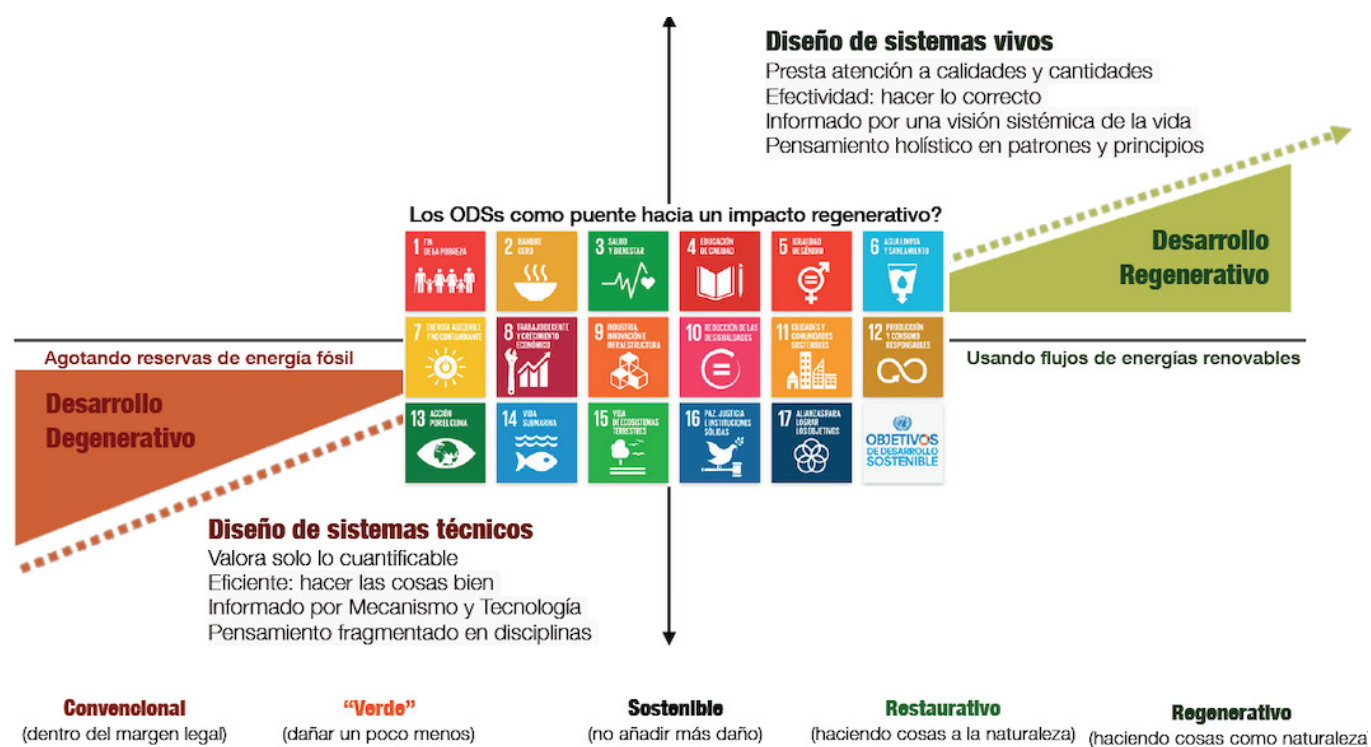 Diseño de sistemas vivos
Presta atención a calidades y cantidades
Efectividad: hacer lo correcto
Informado por una visión sistémica de la vida
Pensamiento holístico en patrones y principios
Los ODSs como puente hacia un impacto regenerativo?
1 FIN
DE LA POBREZA
2 HAMBRE
CERO
3 SALUD
Y BIENESTAR
4 EDUCACIÓN
DE CALIDAD
5 IGUALDAD
DE GÉNERO
6 AGUA LIMPIA
Y SANEAMIENTO
Desarrollo
Regenerativo
7 ENERGÍA ASEQUIBLE
Y NO CONTAMINANTE
8 TRABAJO DECENTE
Y CRECIMIENTO
ECONÓMICO
9 INDUSTRIA,
INNOVACIÓN E
INFRAESTRUCTURA
10 REDUCCIÓN DE LAS
DESIGUALDADES
11 CIUDADES Y
COMUNIDADES
SOSTENIBLES
12 PRODUCCIÓN
Y CONSUMO
RESPONSABLES
Agotando reservas de energía fósil
Usando flujos de energías renovables
Desarrollo
Degenerativo
13 ACCIÓN
POR EL CLIMA
14 VIDA
SUBMARINA
15 VIDA
DE ECOSISTEMAS
TERRESTRES
16 PAZ, JUSTICIA
E INSTITUCIONES
SÓLIDAS
17 ALIANZAS PARA
LOGRAR
LOS OBJETIVOS
OBJETIVOS
DE DESARROLLO
SOSTENIBLE
Diseño de sistemas técnicos
Valora solo lo cuantificable
Eficiente: hacer las cosas bien
Informado por Mecanismo y Tecnología
Pensamiento fragmentado en disciplinas
Convencional
(dentro del margen legal)
“Verde”
(dañar un poco menos)
Sostenible
(no añadir más daño)
Restaurativo
(haciendo cosas a la naturaleza)
Regenerativo
(haciendo cosas como naturaleza